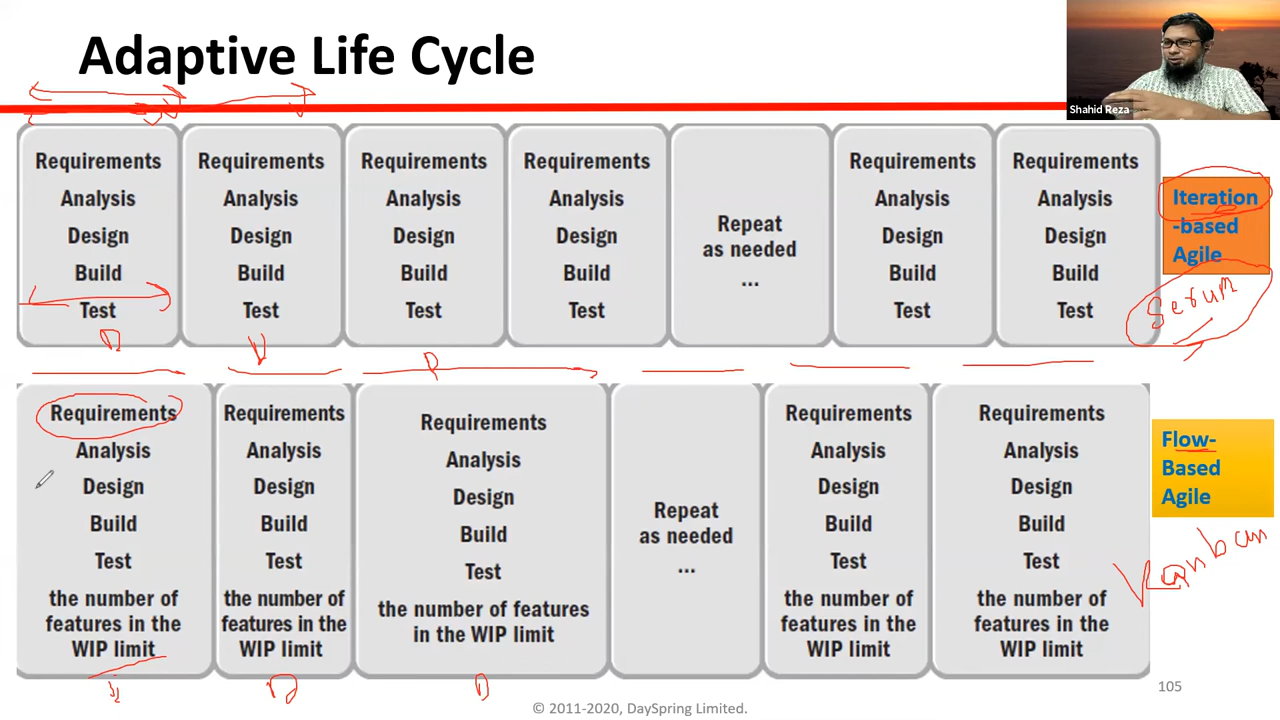 Adaptive Life Cycle
Shahid Reza
Requirements
Analysis
Design
Build
Test
Requirements
Analysis
Design
Build
Test
Requirements
Analysis
Design
Build
Test
Requirements
Analysis
Design
Build
Test
Repeat
as needed
...
Requirements
Analysis
Design
Build
Test
Requirements
Analysis
Design
Build
Test
Iteration
-based
Agile
Scrum
Requirements
Analysis
Design
Build
Test
the number of
features in the
WIP limit
Requirements
Analysis
Design
Build
Test
the number of
features in the
WIP limit
Requirements
Analysis
Design
Build
Test
the number of features
in the WIP limit
Repeat
as needed
...
Requirements
Analysis
Design
Build
Test
the number of
features in the
WIP limit
Requirements
Analysis
Design
Build
Test
the number of
features in the
WIP limit
Flow-
Based
Agile
Kanban
105
© 2011-2020, DaySpring Limited.